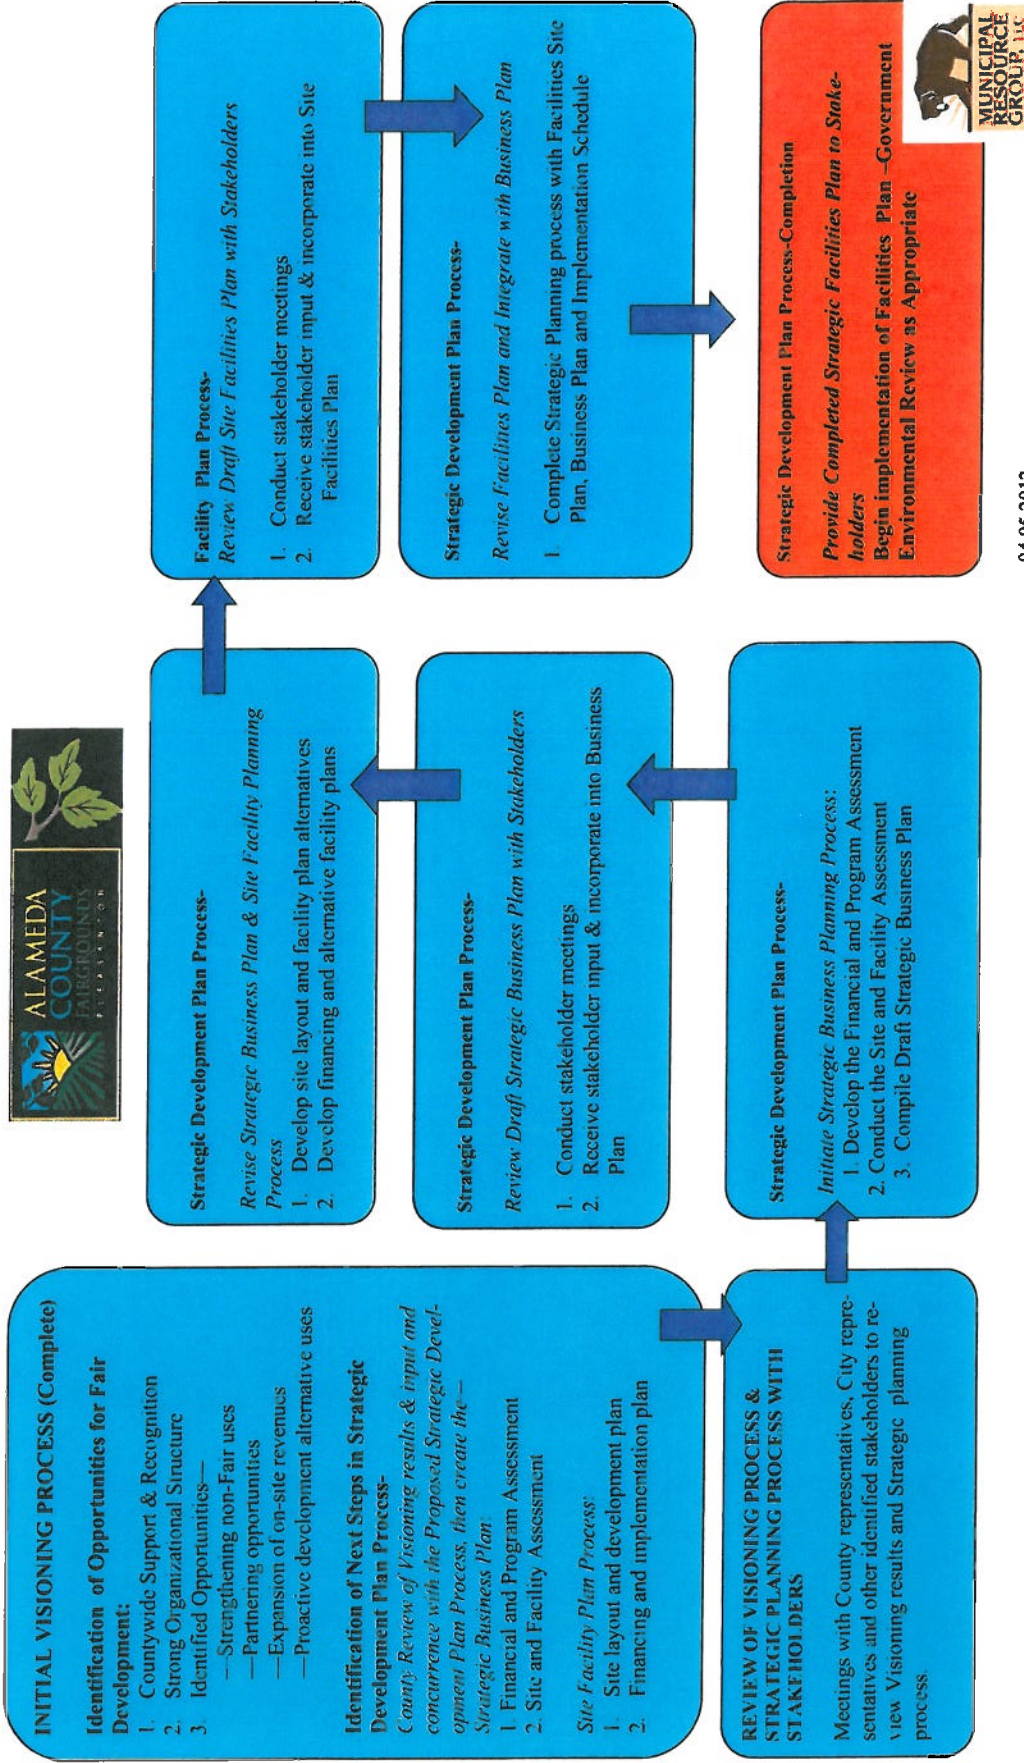 ALAMEDA
COUNTY
FAIRGROUNDS
PLEASANTON
INITIAL VISIONING PROCESS (Complete)
Identification of Opportunities for Fair
Development:
1. Countywide Support & Recognition
2. Strong Organizational Structure
3. Identified Opportunities—
—Strengthening non-Fair uses
—Partnering opportunities
—Expansion of on-site revenues
—Proactive development alternative uses
Identification of Next Steps in Strategic
Development Plan Process-
County Review of Visioning results & input and
concurrence with the Proposed Strategic Devel-
opment Plan Process, then create the—
Strategic Business Plan:
1. Financial and Program Assessment
2. Site and Facility Assessment
Site Facility Plan Process:
1. Site layout and development plan
2. Financing and implementation plan
REVIEW OF VISIONING PROCESS &
STRATEGIC PLANNING PROCESS WITH
STAKEHOLDERS
Meetings with County representatives, City repre-
sentatives and other identified stakeholders to re-
view Visioning results and Strategic planning
process.
Strategic Development Plan Process-
Initiate Strategic Business Planning Process:
1. Develop the Financial and Program Assessment
2. Conduct the Site and Facility Assessment
3. Compile Draft Strategic Business Plan
Strategic Development Plan Process-
Review Draft Strategic Business Plan with Stakeholders
1. Conduct stakeholder meetings
2. Receive stakeholder input & incorporate into Business
Plan
Strategic Development Plan Process-
Revise Strategic Business Plan & Site Facility Planning
Process
1. Develop site layout and facility plan alternatives
2. Develop financing and alternative facility plans
Facility Plan Process-
Review Draft Site Facilities Plan with Stakeholders
1. Conduct stakeholder meetings
2. Receive stakeholder input & incorporate into Site
Facilities Plan
Strategic Development Plan Process-
Revise Facilities Plan and Integrate with Business Plan
1. Complete Strategic Planning process with Facilities Site
Plan, Business Plan and Implementation Schedule
Strategic Development Plan Process-Completion
Provide Completed Strategic Facilities Plan to Stake-
holders
Begin implementation of Facilities Plan –Government
Environmental Review as Appropriate
MUNICIPAL
RESOURCE
GROUP, LLC
04-05-2012